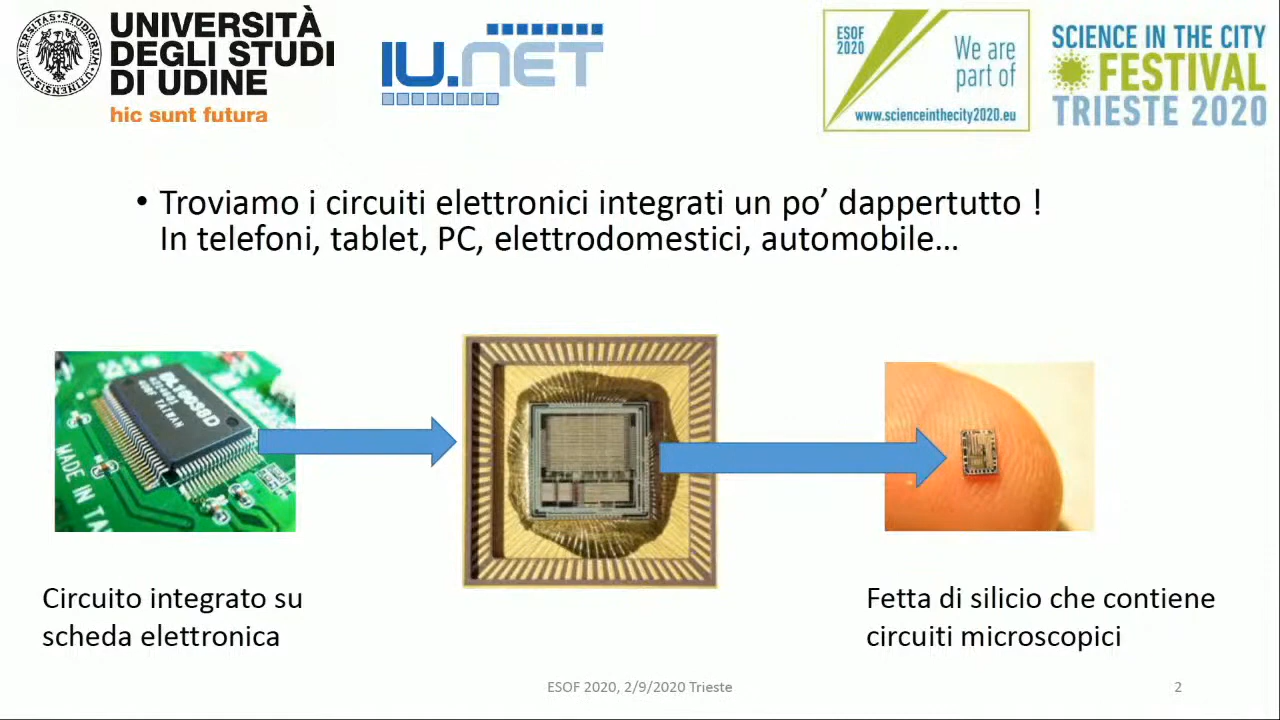 UNIVERSITÀ
DEGLI STUDI
DI UDINE
hic sunt futura
IU.NET
ESOF
2020
We are
part of
www.scienceinthecity2020.eu
SCIENCE IN THE CITY
FESTIVAL
TRIESTE 2020
• Troviamo i circuiti elettronici integrati un po’ dappertutto !
In telefoni, tablet, PC, elettrodomestici, automobile…
MADE IN TA
Circuito integrato su
scheda elettronica
Fetta di silicio che contiene
circuiti microscopici
ESOF 2020, 2/9/2020 Trieste
2